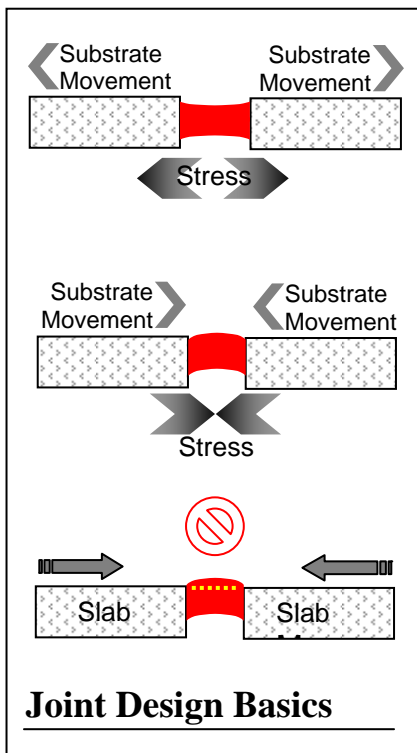 Substrate
Movement
Substrate
Movement
Stress
Substrate
Movement
Substrate
Movement
Stress
Slab
Slab
Joint Design Basics